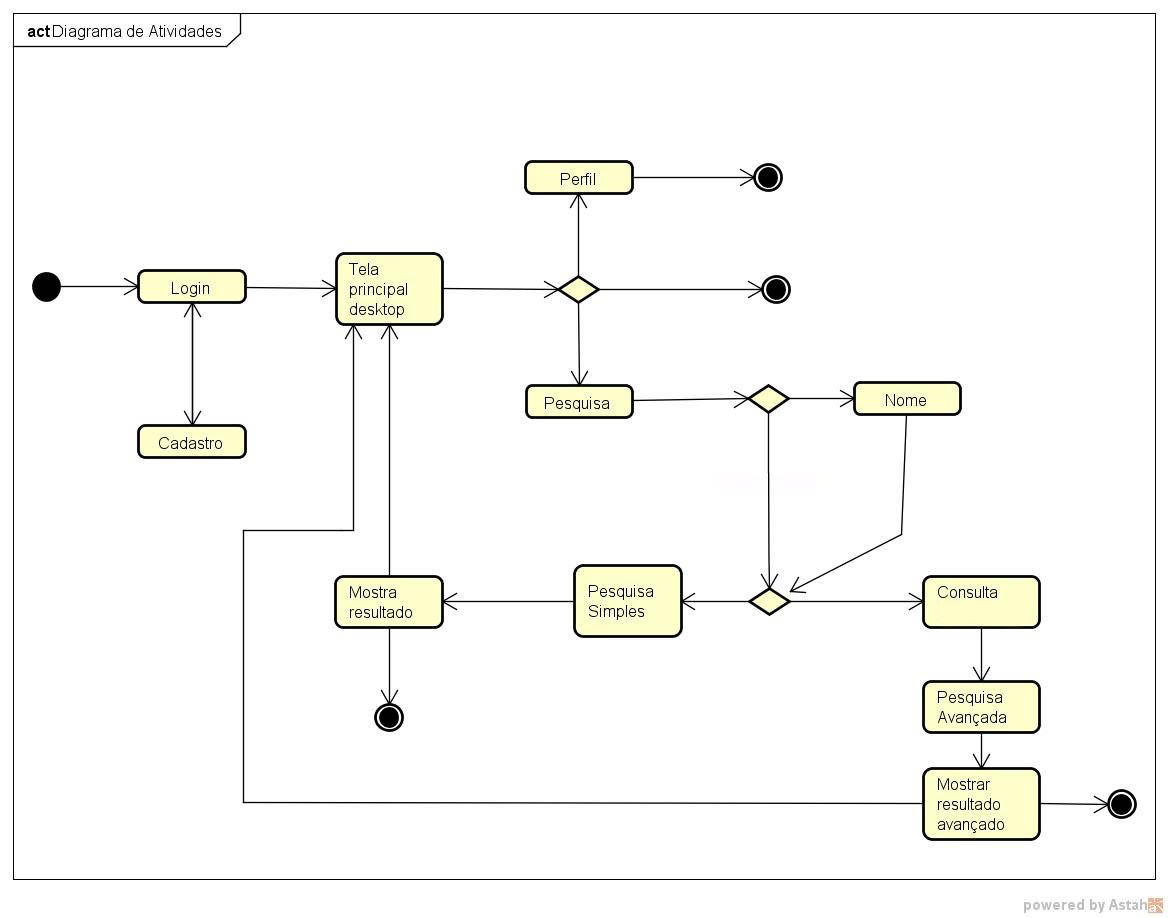 act Diagrama de Atividades
Perfil
Login
Tela
principal
desktop
Pesquisa
Nome
Cadastro
Mostra
resultado
Pesquisa
Simples
Consulta
Pesquisa
Avançada
Mostrar
resultado
avançado
powered by Astah